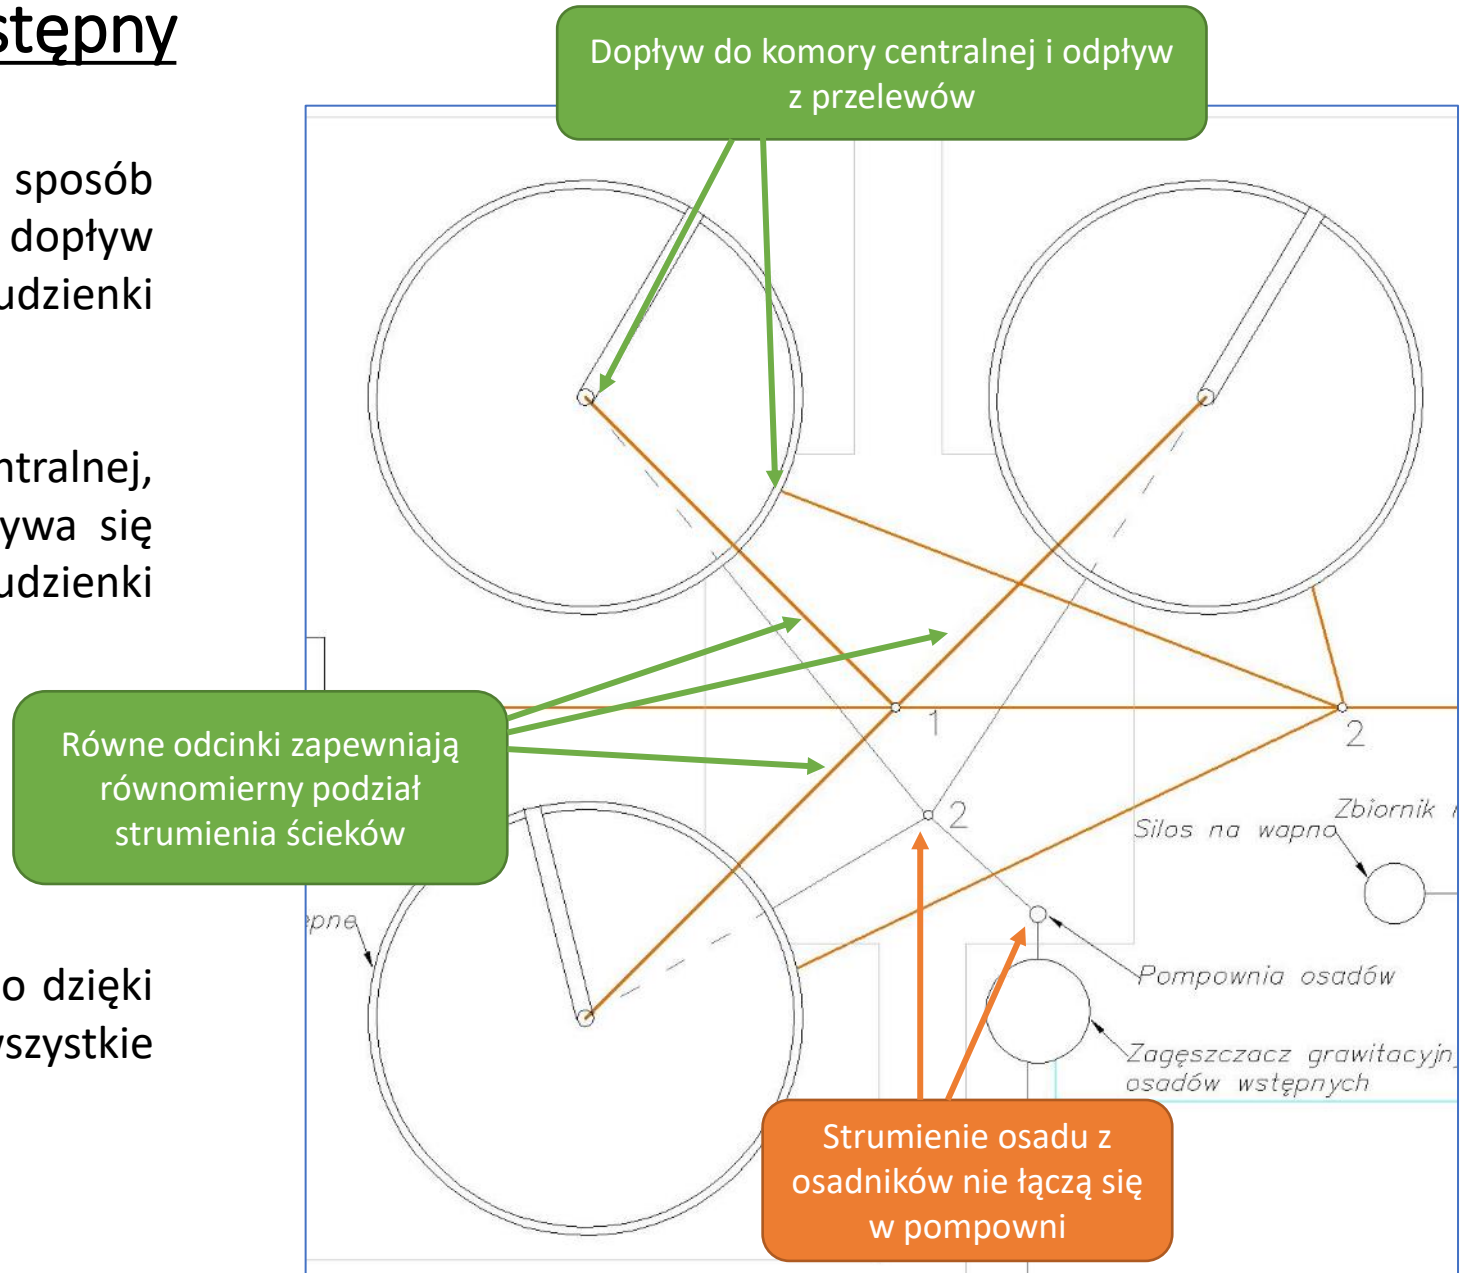 stępny
Dopływ do komory centralnej i odpływ
z przelewów
sposób
dopływ
udzienki
ntralnej,
ywa się
udzienki
Równe odcinki zapewniają
równomierny podział
strumienia ścieków
1
2
2
Zbiornik
Silos na wapno
epne
o dzięki
wszystkie
Pompownia osadów
Zagęszczacz grawitacyjn
osadów wstępnych
Strumienie osadu z
osadników nie łączą się
w pompowni